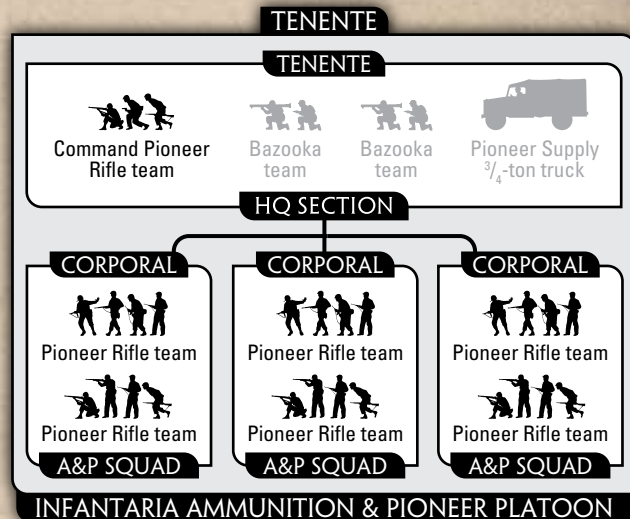 TENENTE
TENENTE
Command Pioneer Rifle team
Bazooka team
Bazooka team
Pioneer Supply 3/4-ton truck
HQ SECTION
CORPORAL
Pioneer Rifle team
Pioneer Rifle team
A&P SQUAD
CORPORAL
Pioneer Rifle team
Pioneer Rifle team
A&P SQUAD
CORPORAL
Pioneer Rifle team
Pioneer Rifle team
A&P SQUAD
INFANTARIA AMMUNITION & PIONEER PLATOON